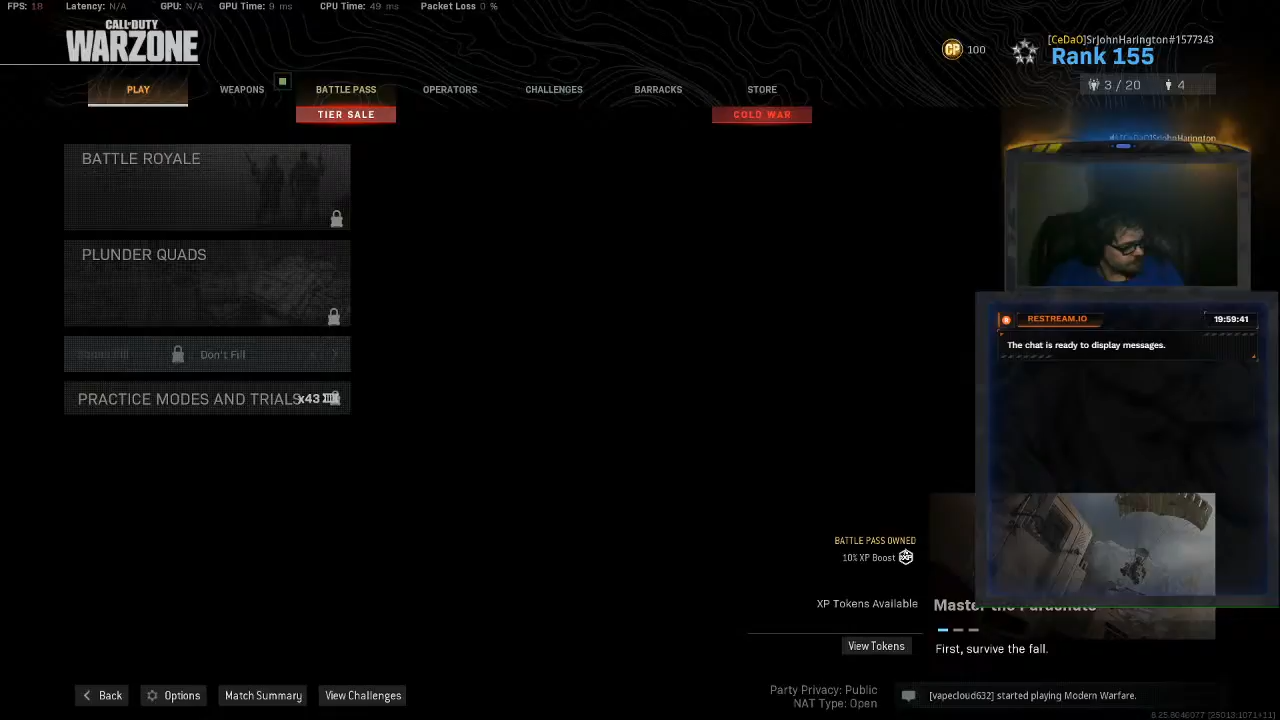 FPS: 18 Latency: N/A GPU: N/A GPU Time: 9 ms CPU Time: 49 ms Packet Loss 0 %
CALL OF DUTY
WARZONE
100
[CeDaO]SrJohnHarington#1577343
Rank 155
3 / 20 4
PLAY WEAPONS BATTLE PASS OPERATORS CHALLENGES BARRACKS STORE
TIER SALE COLD WAR
[CeDaO]SrJohnHarington
BATTLE ROYALE
PLUNDER QUADS
Don't Fill
PRACTICE MODES AND TRIALS x43
RESTREAM.IO 19:59:41
The chat is ready to display messages.
BATTLE PASS OWNED
10% XP Boost
XP Tokens Available
Master the Parachute
View Tokens
First, survive the fall.
Back Options Match Summary View Challenges
Party Privacy: Public
NAT Type: Open
[vapecloud632] started playing Modern Warfare.